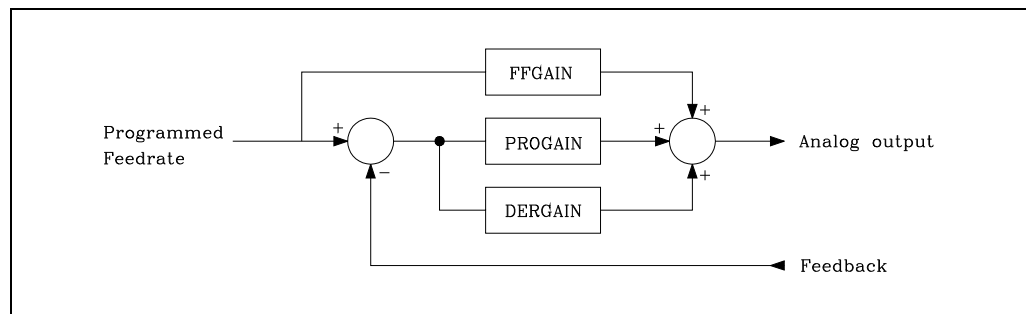 FFGAIN
+
Programmed
Feedrate
+
+
PROGAIN
Analog output
-
+
DERGAIN
Feedback